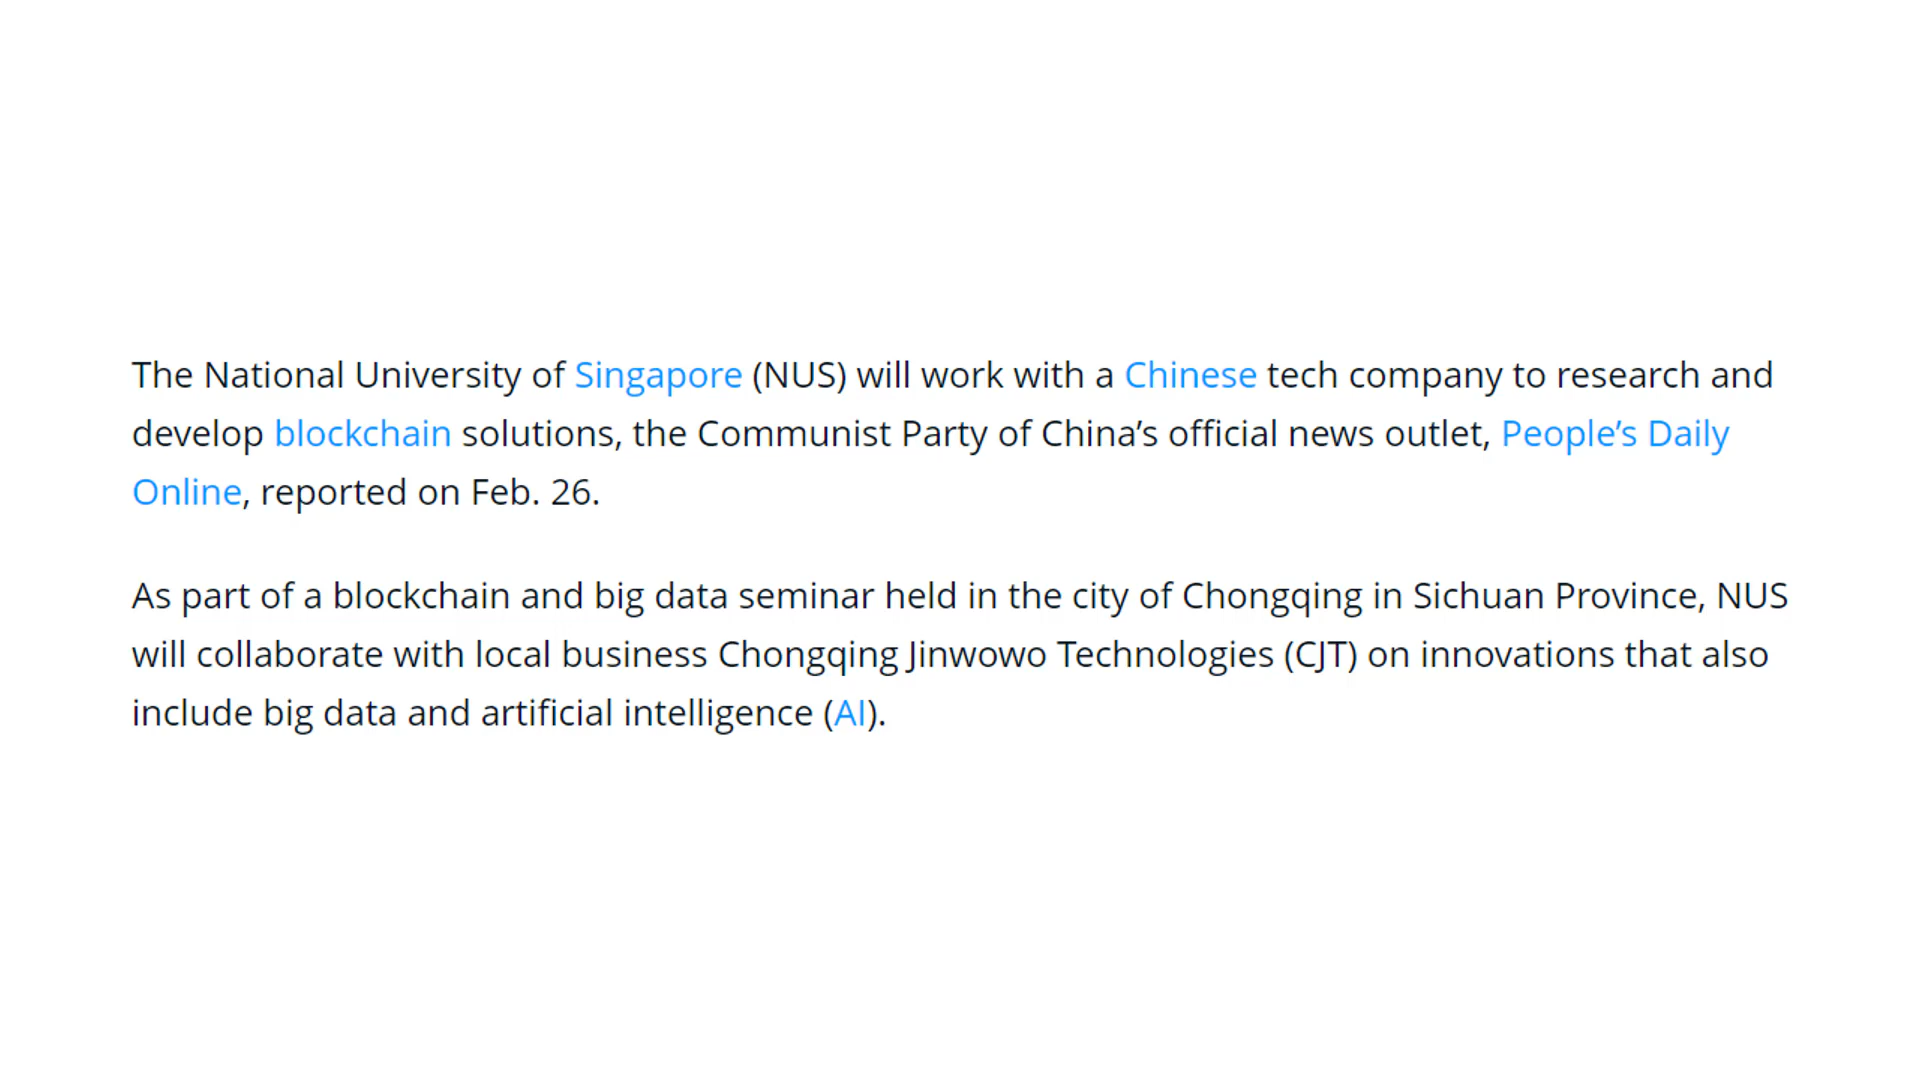 The National University of Singapore (NUS) will work with a Chinese tech company to research and
develop blockchain solutions, the Communist Party of China’s official news outlet, People’s Daily
Online, reported on Feb. 26.
As part of a blockchain and big data seminar held in the city of Chongqing in Sichuan Province, NUS
will collaborate with local business Chongqing Jinwowo Technologies (CJT) on innovations that also
include big data and artificial intelligence (AI).